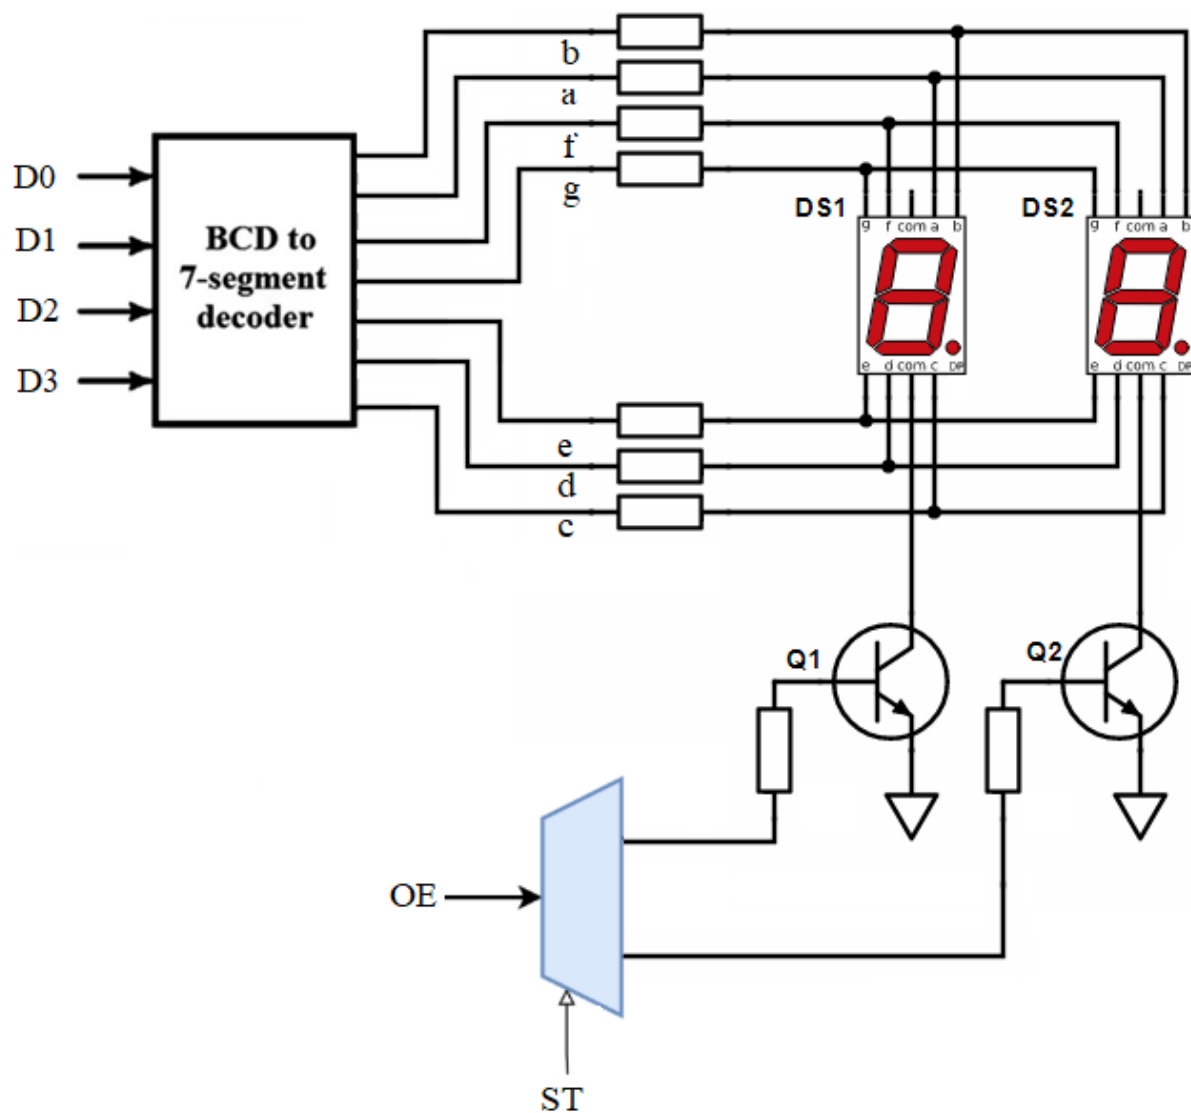 b
a
f
g
D0
D1
D2
D3
BCD to
7-segment
decoder
DS1
DS2
g f com a b
g f com a b
e d com c DP
e d com c DP
e
d
c
Q1
Q2
OE
ST